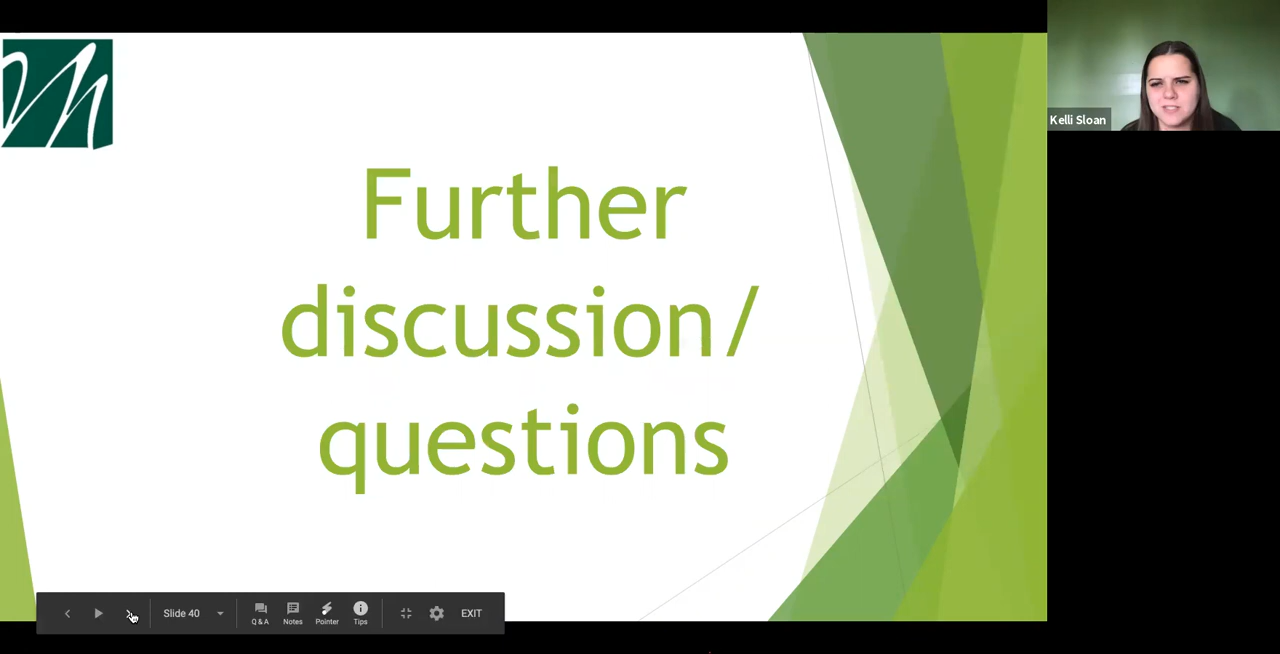 Kelli Sloan
Further
discussion/
questions
Slide 40
Q & A
Notes
Pointer
Tips
EXIT